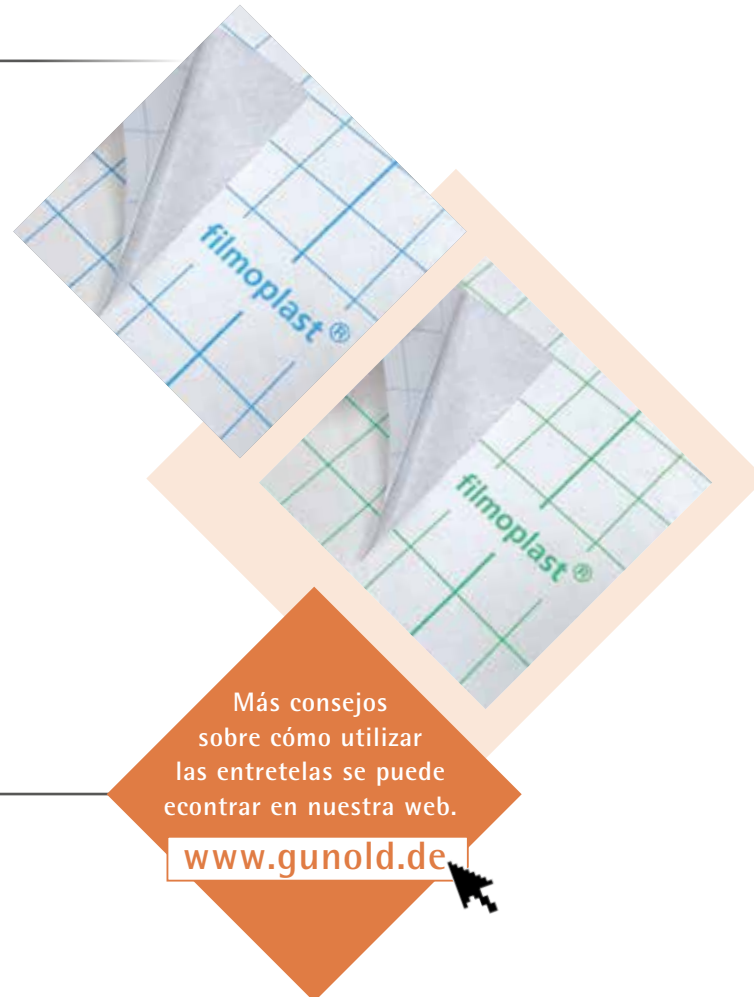 filmoplast ®
filmoplast ®
Más consejos
sobre cómo utilizar
las entretelas se puede
econtrar en nuestra web.
www.gunold.de